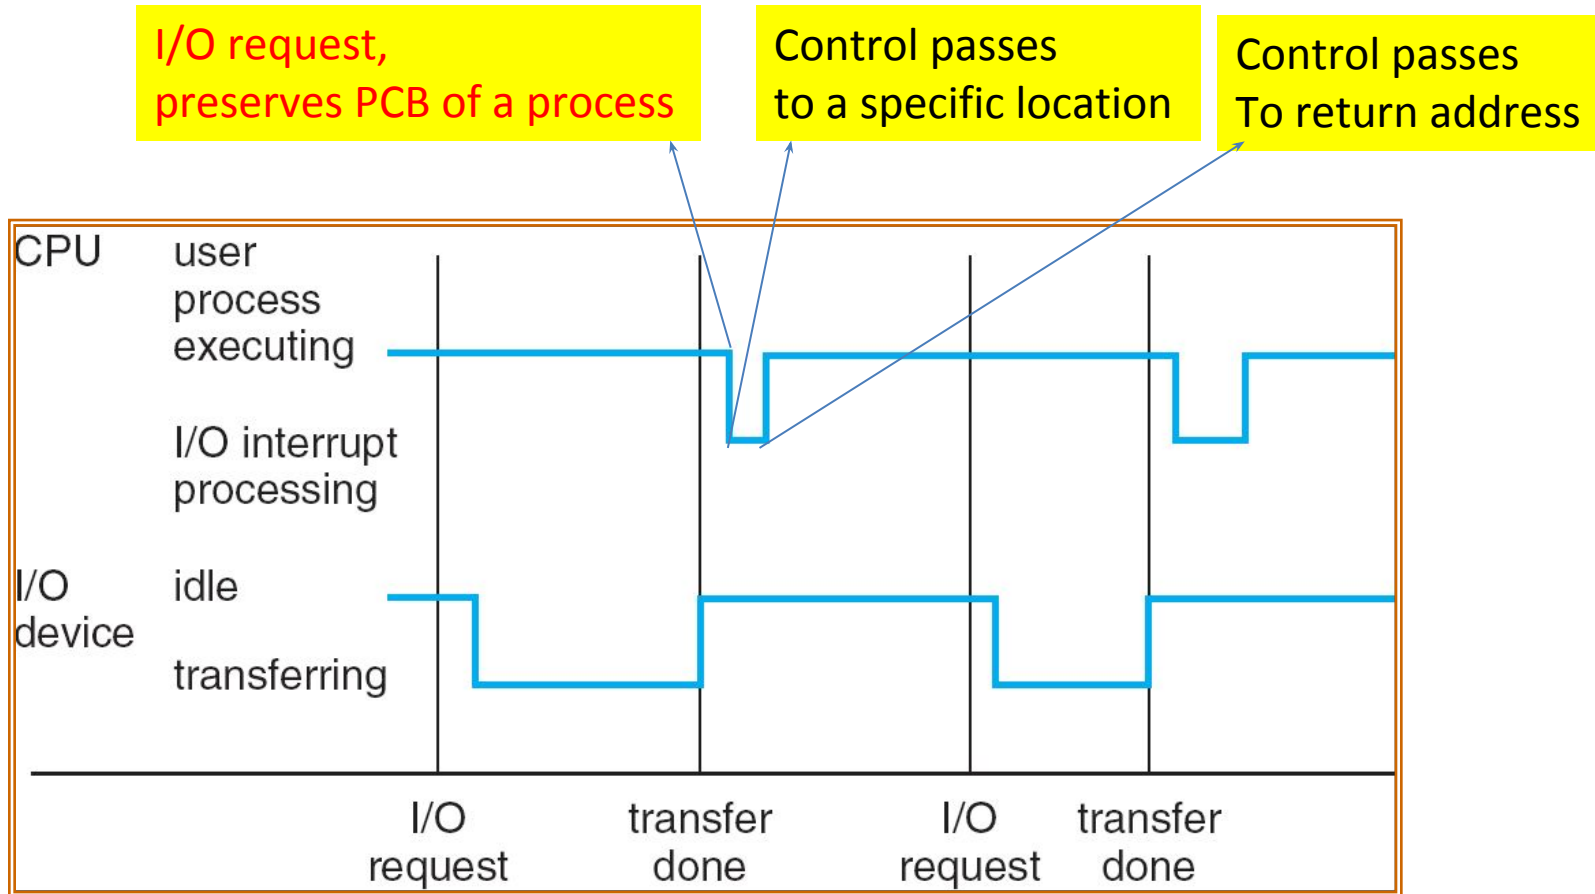 I/O request,
preserves PCB of a process
Control passes
to a specific location
Control passes
To return address
CPU
user
process
executing
I/O interrupt
processing
I/O
device
idle
transferring
I/O
request
transfer
done
I/O
request
transfer
done